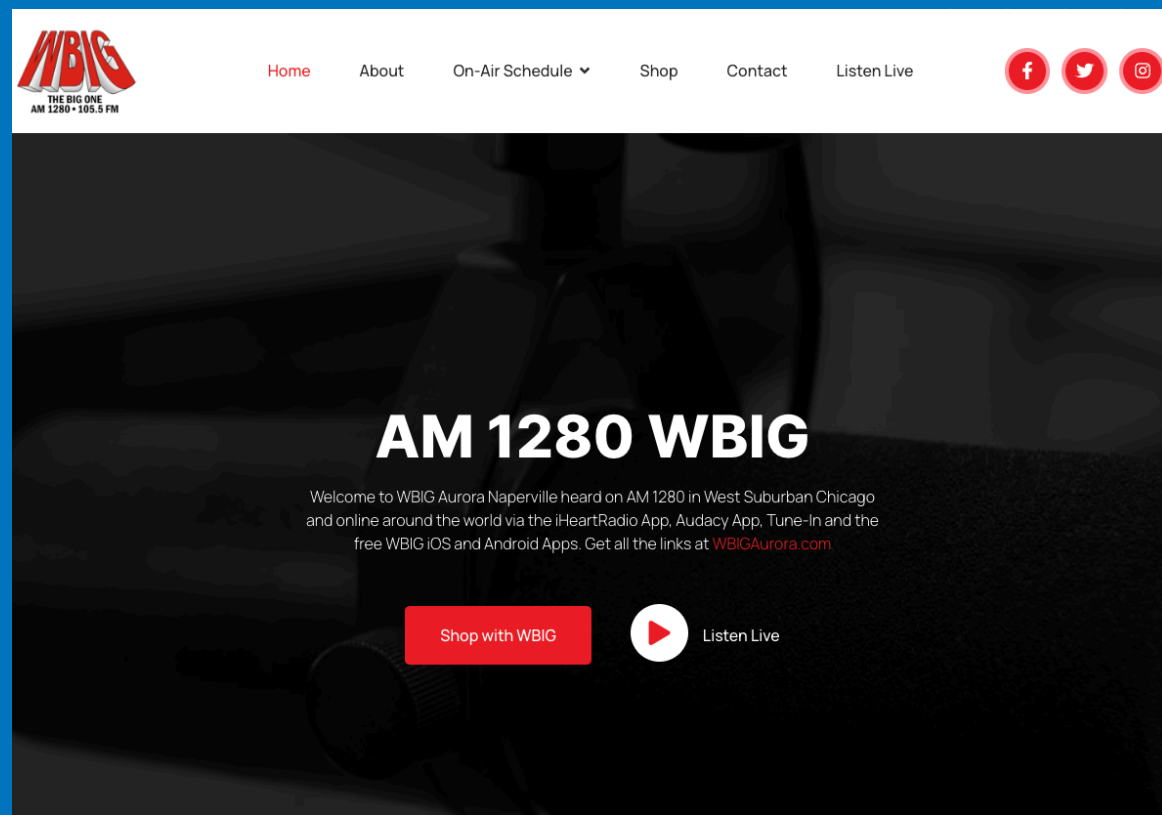 WBIG
THE BIG ONE
AM 1280 • 105.5 FM
Home
About
On-Air Schedule
Shop
Contact
Listen Live
AM 1280 WBIG
Welcome to WBIG Aurora Naperville heard on AM 1280 in West Suburban Chicago
and online around the world via the iHeartRadio App, Audacy App, Tune-In and the
free WBIG iOS and Android Apps. Get all the links at WBIGAurora.com
Shop with WBIG
Listen Live